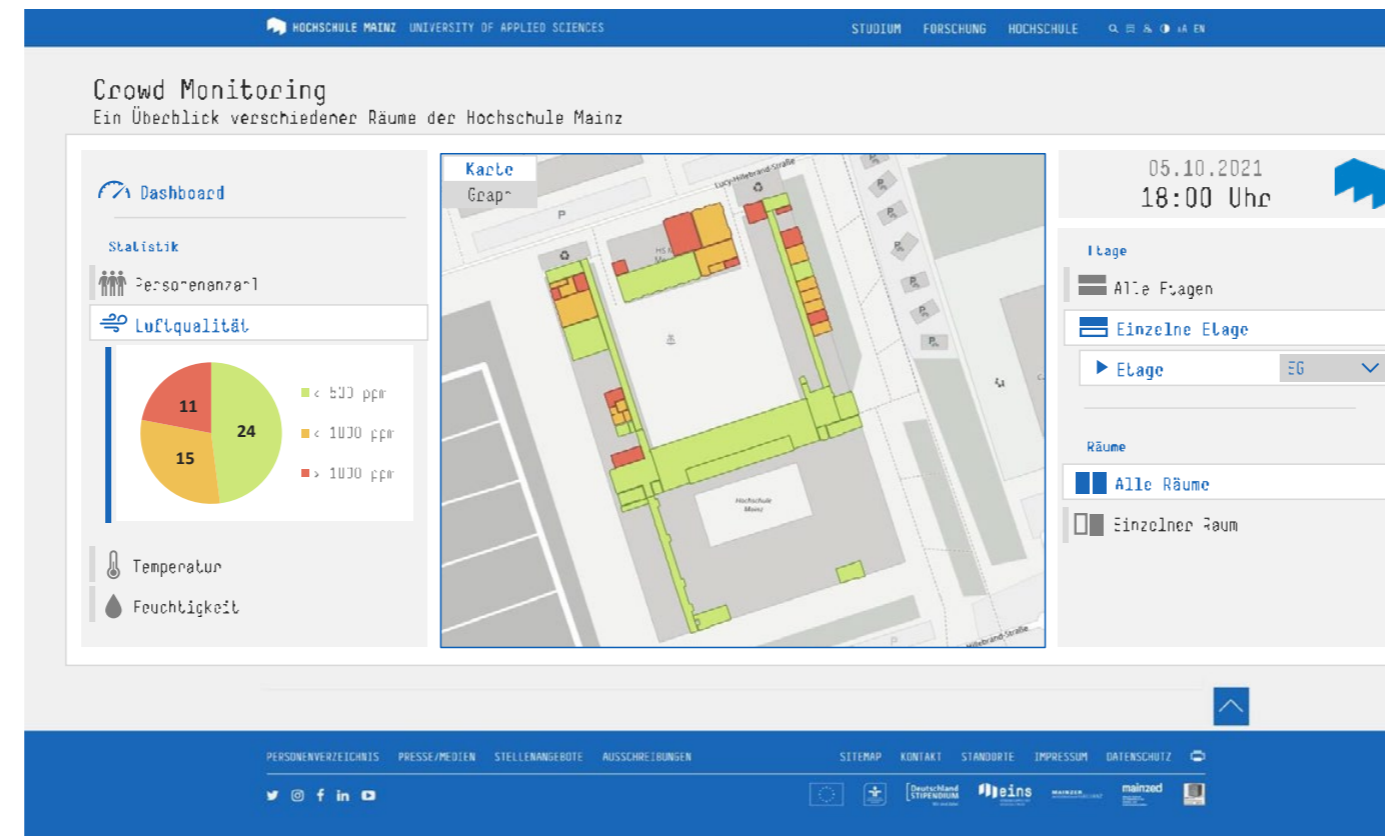 HOCHSCHULE MAINZ UNIVERSITY OF APPLIED SCIENCES
STUDIUM FORSCHUNG HOCHSCHULE EN
Crowd Monitoring
Ein Überblick verschiedener Räume der Hochschule Mainz
Dashboard
Statistik
Personenanzahl
Luftqualität
11
24
15
< 500 ppm
< 1000 ppm
> 1000 ppm
Temperatur
Feuchtigkeit
Karte
Graph
Lucy-Hillebrand-Straße
P
Hochschule
Mainz
Hillebrand-Straße
05.10.2021
18:00 Uhr
Etage
Alle Etagen
Einzelne Etage
Etage EG
Räume
Alle Räume
Einzelner Raum
PERSONENVERZEICHNIS PRESSE/MEDIEN STELLENANGEBOTE AUSSCHREIBUNGEN
SITEMAP KONTAKT STANDORTE IMPRESSUM DATENSCHUTZ
Deutschland
STIPENDIUM
eins
mainzed